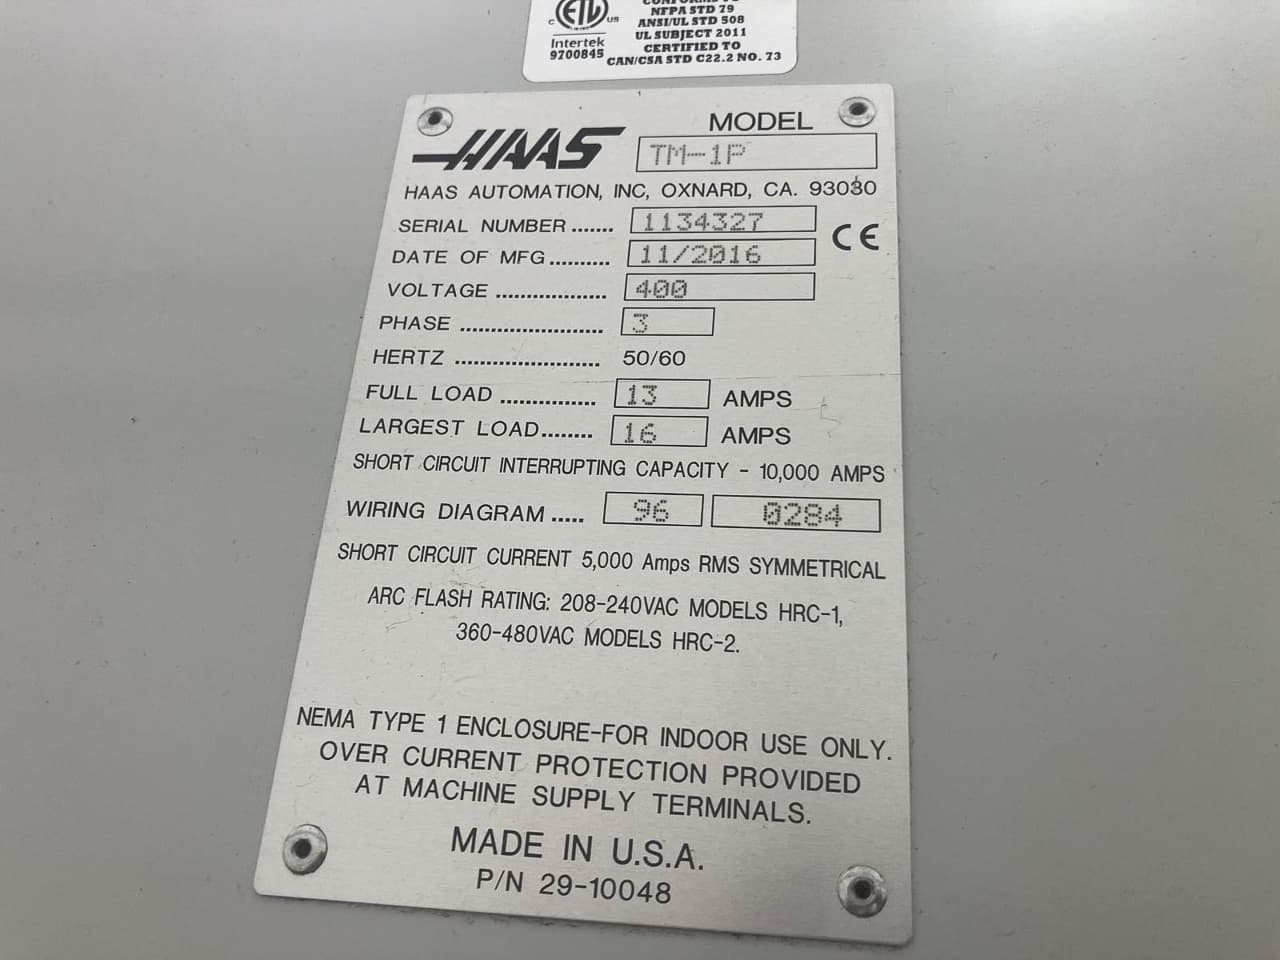 CONFORMS TO
NFPA STD 79
ANSI/UL STD 508
UL SUBJECT 2011
CERTIFIED TO
CAN/CSA STD C22.2 NO. 73
C ETL US
Intertek
9700845
HAAS
MODEL
TM-1P
HAAS AUTOMATION, INC, OXNARD, CA. 93030
SERIAL NUMBER ....... 1134327
CE
DATE OF MFG .......... 11/2016
VOLTAGE ................... 400
PHASE ........................ 3
HERTZ ........................ 50/60
FULL LOAD ................ 13 AMPS
LARGEST LOAD........ 16 AMPS
SHORT CIRCUIT INTERRUPTING CAPACITY - 10,000 AMPS
WIRING DIAGRAM ..... 96 0284
SHORT CIRCUIT CURRENT 5,000 Amps RMS SYMMETRICAL
ARC FLASH RATING: 208-240VAC MODELS HRC-1,
360-480VAC MODELS HRC-2.
NEMA TYPE 1 ENCLOSURE-FOR INDOOR USE ONLY.
OVER CURRENT PROTECTION PROVIDED
AT MACHINE SUPPLY TERMINALS.
MADE IN U.S.A.
P/N 29-10048